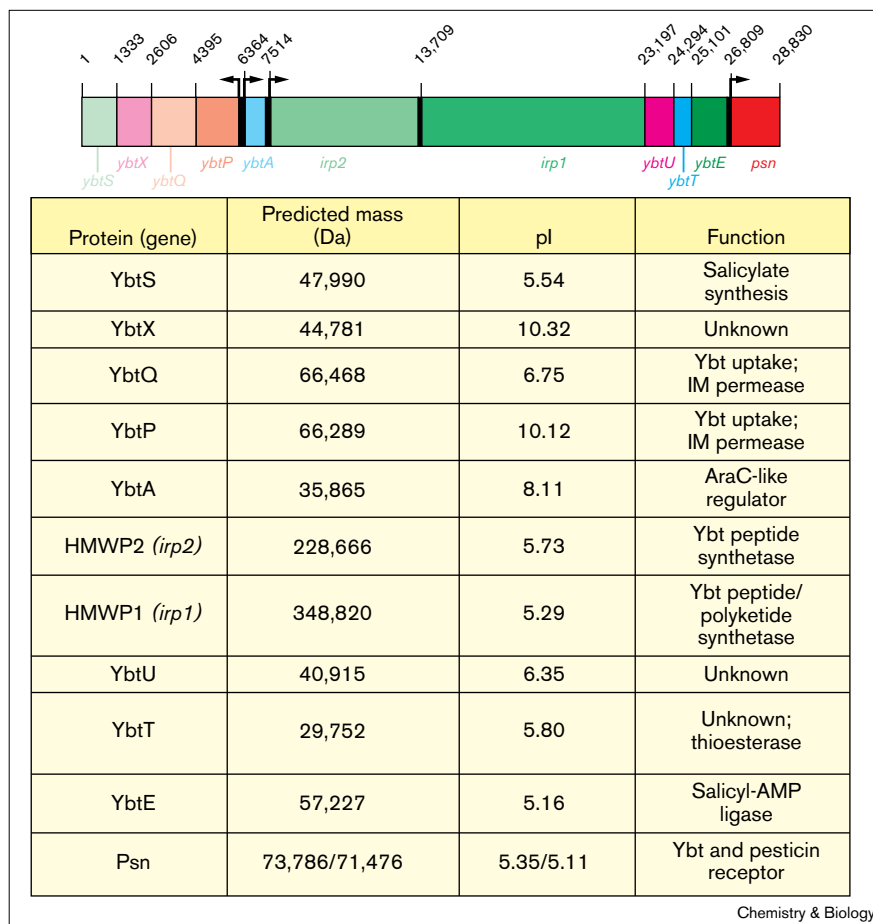 1 1333 2606 4395 6364 7514 13,709 23,197 24,294 25,101 26,809 28,830
ybtX ybtP ybtA irp2 irp1 ybtU ybtE psn
ybtS ybtQ ybtT
Protein (gene) Predicted mass (Da) pI Function
YbtS 47,990 5.54 Salicylate synthesis
YbtX 44,781 10.32 Unknown
YbtQ 66,468 6.75 Ybt uptake; IM permease
YbtP 66,289 10.12 Ybt uptake; IM permease
YbtA 35,865 8.11 AraC-like regulator
HMWP2 (irp2) 228,666 5.73 Ybt peptide synthetase
HMWP1 (irp1) 348,820 5.29 Ybt peptide/ polyketide synthetase
YbtU 40,915 6.35 Unknown
YbtT 29,752 5.80 Unknown; thioesterase
YbtE 57,227 5.16 Salicyl-AMP ligase
Psn 73,786/71,476 5.35/5.11 Ybt and pesticin receptor
Chemistry & Biology